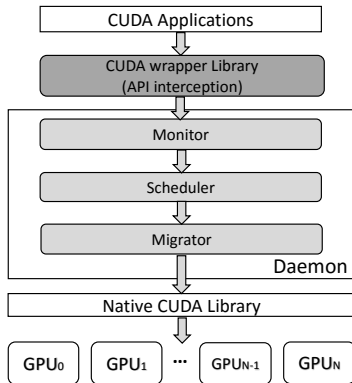 CUDA Applications
CUDA wrapper Library
(API interception)
Monitor
Scheduler
Migrator
Daemon
Native CUDA Library
GPU₀ GPU₁ ... GPUN-1 GPUN